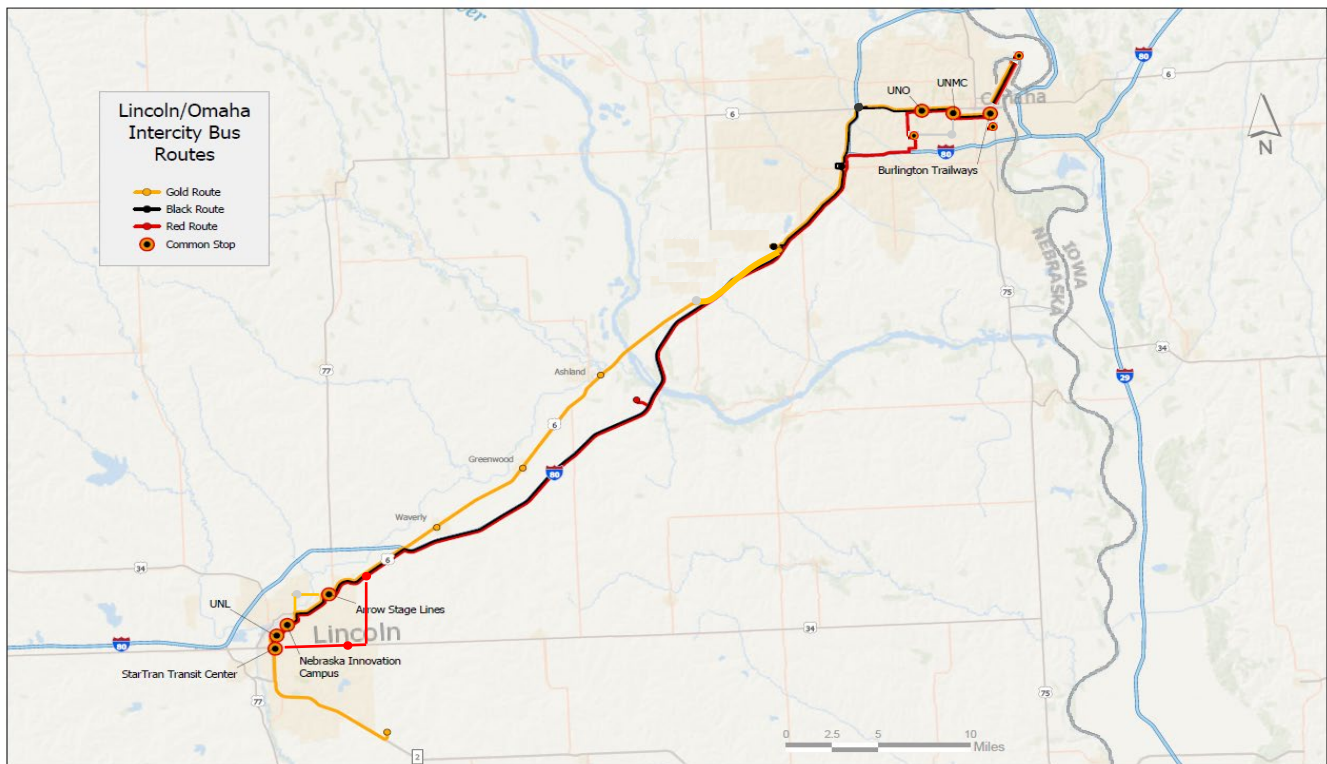 Lincoln/Omaha
Intercity Bus
Routes
Gold Route
Black Route
Red Route
Common Stop
80
6
UNMC
UNO
Omaha
6
N
80
Burlington Trailways
IOWA
NEBRASKA
75
34
77
29
Ashland
6
Greenwood
80
Waverly
6
34
UNL
Arrow Stage Lines
Lincoln
34
80
Nebraska Innovation
Campus
StarTran Transit Center
77
75
2
0 2.5 5 10
Miles